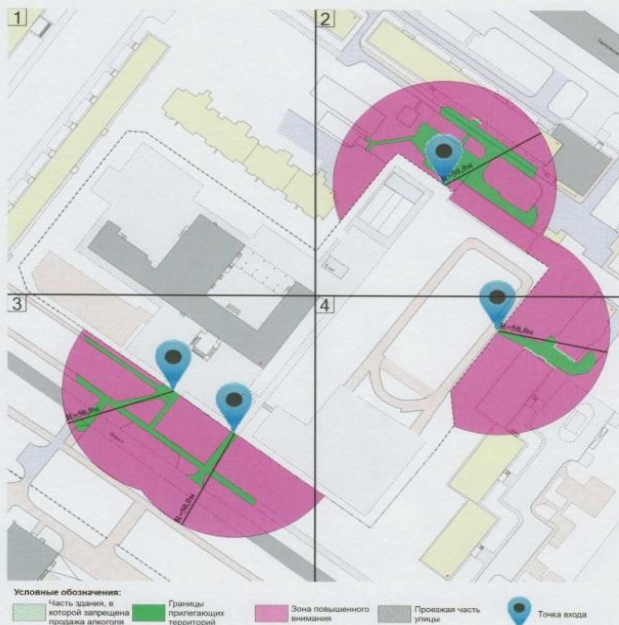 1
2
R=50,0м
3
4
R=50,0м
R=50,0м
R=50,0м
Условные обозначения:
Часть здания, в
которой запрещена
продажа алкоголя
Границы
прилегающих
территорий
Зона повышенного
внимания
Проезжая часть
улицы
Точка входа